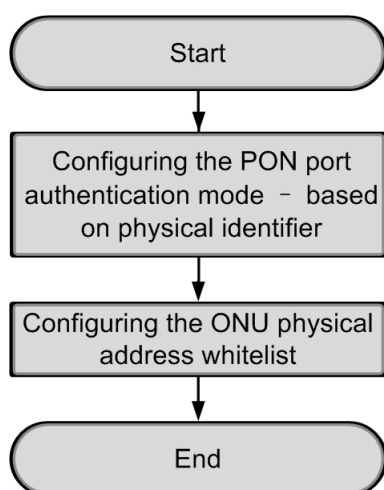 Start
Configuring the PON port
authentication mode – based
on physical identifier
Configuring the ONU physical
address whitelist
End